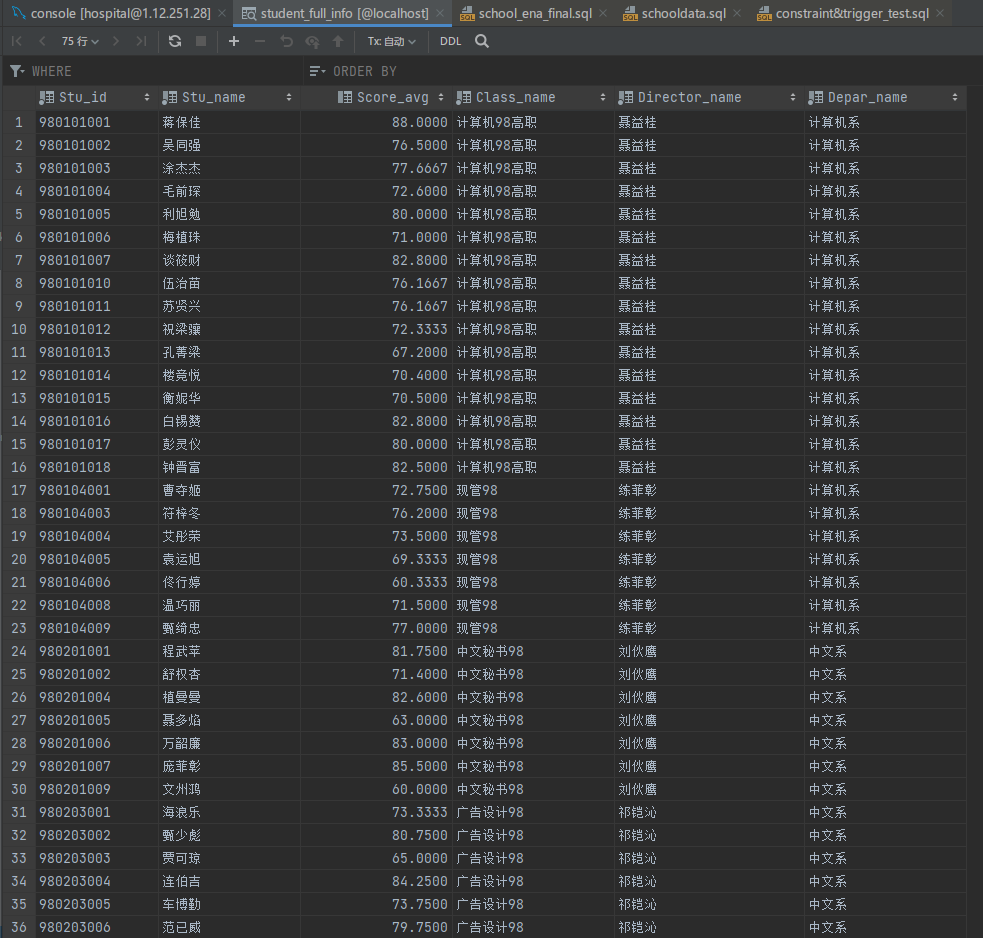 console [hospital@1.12.251.28] student_full_info [@localhost] school_ena_final.sql schooldata.sql constraint&trigger_test.sql
75 行 Tx: 自动 DDL
WHERE ORDER BY
Stu_id Stu_name Score_avg Class_name Director_name Depar_name
1 980101001 蒋保佳 88.0000 计算机98高职 聂益桂 计算机系
2 980101002 吴同强 76.5000 计算机98高职 聂益桂 计算机系
3 980101003 涂杰杰 77.6667 计算机98高职 聂益桂 计算机系
4 980101004 毛前琛 72.6000 计算机98高职 聂益桂 计算机系
5 980101005 利旭勉 80.0000 计算机98高职 聂益桂 计算机系
6 980101006 梅植珠 71.0000 计算机98高职 聂益桂 计算机系
7 980101007 谈筱财 82.8000 计算机98高职 聂益桂 计算机系
8 980101010 伍冶苗 76.1667 计算机98高职 聂益桂 计算机系
9 980101011 苏贤兴 76.1667 计算机98高职 聂益桂 计算机系
10 980101012 祝梁骧 72.3333 计算机98高职 聂益桂 计算机系
11 980101013 孔菁梁 67.2000 计算机98高职 聂益桂 计算机系
12 980101014 楼竞悦 70.4000 计算机98高职 聂益桂 计算机系
13 980101015 衡妮华 70.5000 计算机98高职 聂益桂 计算机系
14 980101016 白锡赞 82.8000 计算机98高职 聂益桂 计算机系
15 980101017 彭灵仪 80.0000 计算机98高职 聂益桂 计算机系
16 980101018 钟晋富 82.5000 计算机98高职 聂益桂 计算机系
17 980104001 曹夺姬 72.7500 现管98 练菲彰 计算机系
18 980104003 符梓冬 76.2000 现管98 练菲彰 计算机系
19 980104004 艾彤荣 73.5000 现管98 练菲彰 计算机系
20 980104005 袁运旭 69.3333 现管98 练菲彰 计算机系
21 980104006 佟行婷 60.3333 现管98 练菲彰 计算机系
22 980104008 温巧丽 71.5000 现管98 练菲彰 计算机系
23 980104009 甄绮忠 77.0000 现管98 练菲彰 计算机系
24 980201001 程武苹 81.7500 中文秘书98 刘伙鹰 中文系
25 980201002 舒权杏 71.4000 中文秘书98 刘伙鹰 中文系
26 980201004 植曼曼 82.6000 中文秘书98 刘伙鹰 中文系
27 980201005 聂多焰 63.0000 中文秘书98 刘伙鹰 中文系
28 980201006 万韶廉 83.0000 中文秘书98 刘伙鹰 中文系
29 980201007 庞菲彰 85.5000 中文秘书98 刘伙鹰 中文系
30 980201009 文州鸿 60.0000 中文秘书98 刘伙鹰 中文系
31 980203001 海浪乐 73.3333 广告设计98 祁铠沁 中文系
32 980203002 甄少彪 80.7500 广告设计98 祁铠沁 中文系
33 980203003 贾可琼 65.0000 广告设计98 祁铠沁 中文系
34 980203004 连伯吉 84.2500 广告设计98 祁铠沁 中文系
35 980203005 车博勤 73.7500 广告设计98 祁铠沁 中文系
36 980203006 范已威 79.7500 广告设计98 祁铠沁 中文系